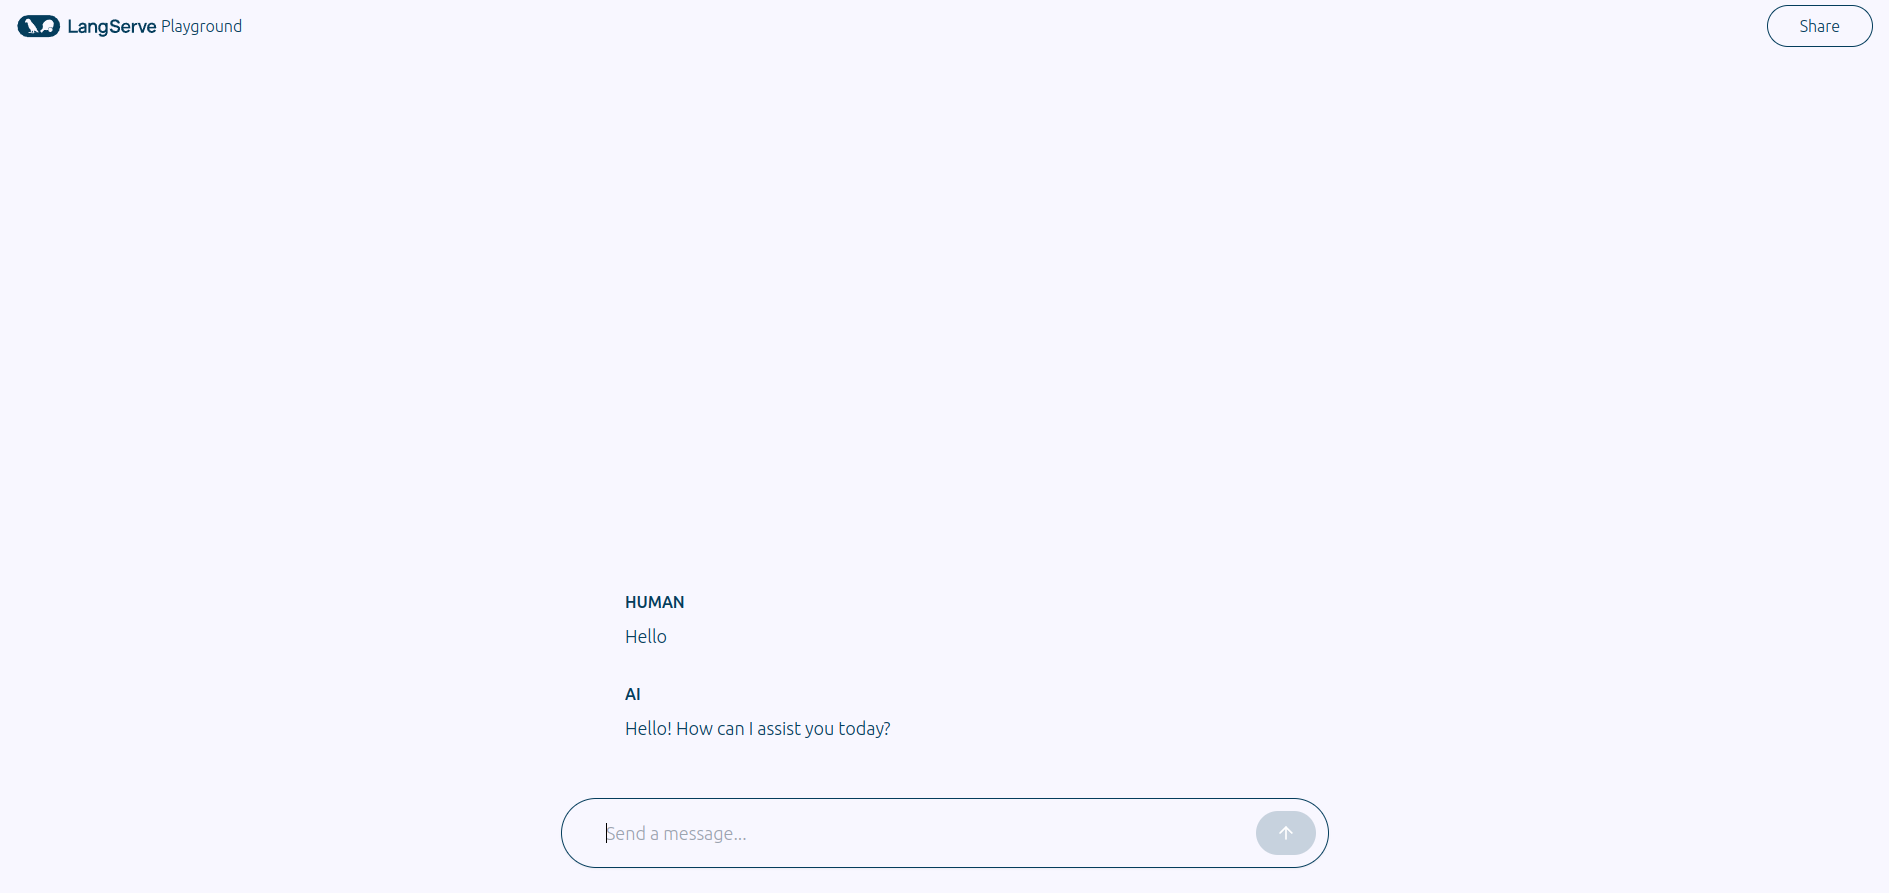 LangServe Playground
Share
HUMAN
Hello
AI
Hello! How can I assist you today?
Send a message...